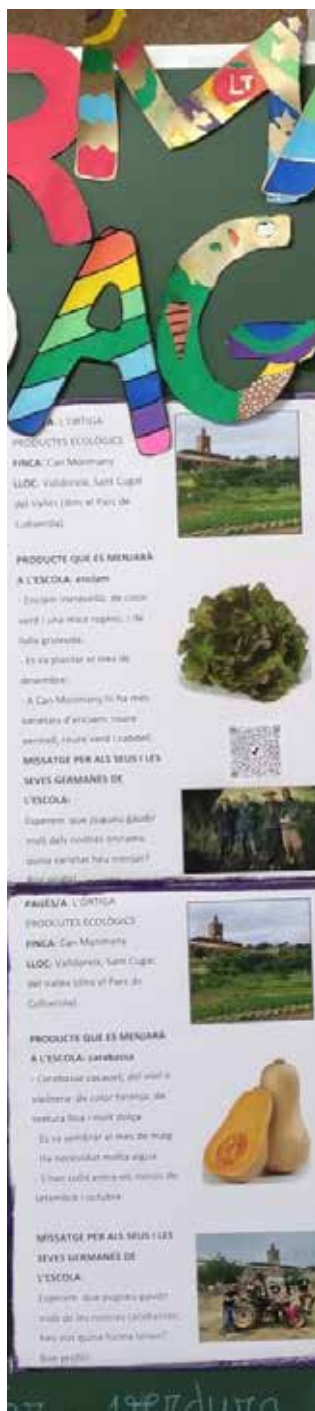 RMA
LT
AG
L'ORTIGA
PRODUCTES ECOLÒGICS
FINCA: Can Monmany
LLOC: Valldoreix, Sant Cugat
del Vallès (dins el Parc de
Collserola)
PRODUCTE QUE ES MENJARÀ
A L'ESCOLA: enciam
- Enciam meravella: de color
verd i una mica rogenc, i de
fulla gruixuda.
- Es va plantar el mes de
desembre.
- A Can Monmany hi ha més
varietats d'enciam: roure
vermell, roure verd i cabdell.
MISSATGE PER ALS SEUS I LES
SEVES GERMANES DE
L'ESCOLA:
Esperem que pugueu gaudir
molt dels nostres enciams,
quina varietat heu menjat?
Bon profit!
PAGÈS/A: L'ORTIGA
PRODUCTES ECOLÒGICS
FINCA: Can Monmany
LLOC: Valldoreix, Sant Cugat
del Vallès (dins el Parc de
Collserola)
PRODUCTE QUE ES MENJARÀ
A L'ESCOLA: carabassa
- Carabassa cacauet, del violí o
de color taronja, de
textura fina i molt dolça.
Es va sembrar el mes de maig
Ha necessitat molta aigua
S'han collit entre els mesos de
setembre i octubre.
MISSATGE PER ALS SEUS I LES
SEVES GERMANES DE
L'ESCOLA:
Esperem que pugueu gaudir
molt de les nostres carabasses,
heu vist quina forma tenen?
Bon profit!
verdura